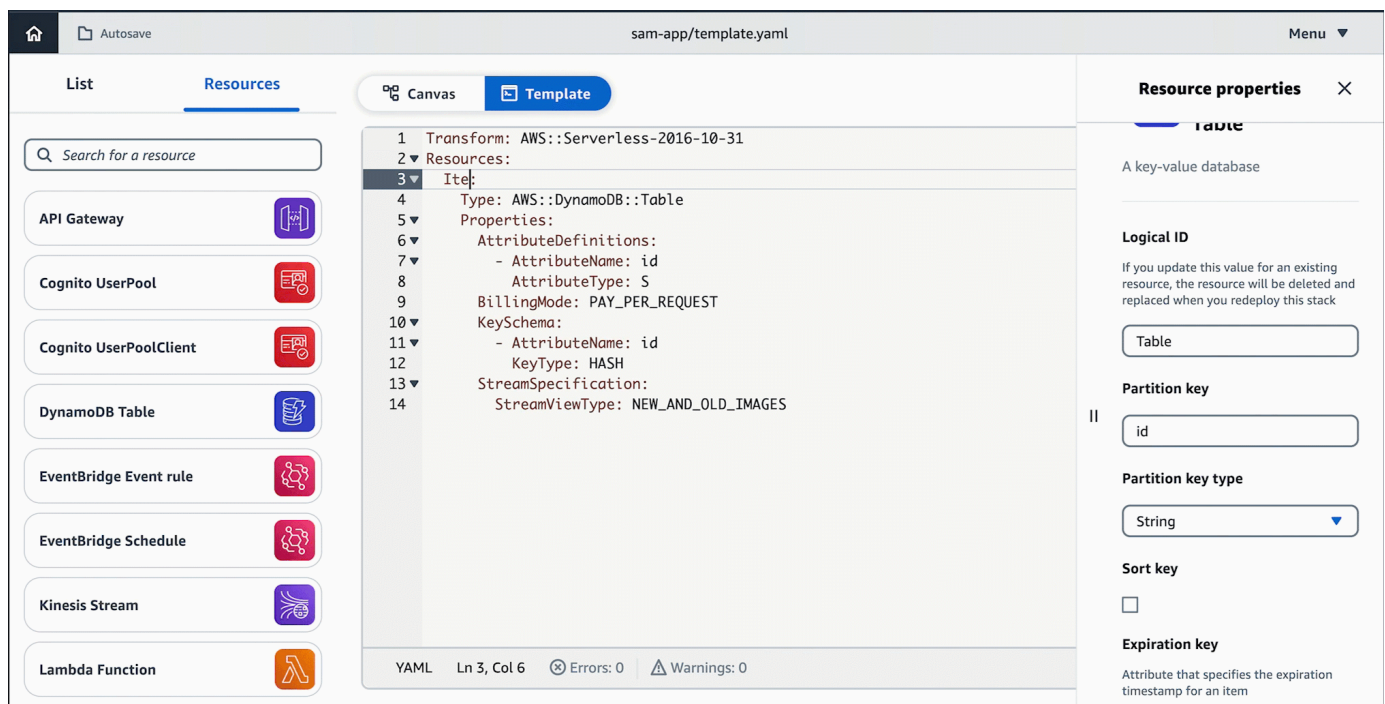 Autosave
sam-app/template.yaml
Menu
List
Resources
Search for a resource
API Gateway
Cognito UserPool
Cognito UserPoolClient
DynamoDB Table
EventBridge Event rule
EventBridge Schedule
Kinesis Stream
Lambda Function
Canvas
Template
1 Transform: AWS::Serverless-2016-10-31
2 Resources:
3 Ite:
4 Type: AWS::DynamoDB::Table
5 Properties:
6 AttributeDefinitions:
7 - AttributeName: id
8 AttributeType: S
9 BillingMode: PAY_PER_REQUEST
10 KeySchema:
11 - AttributeName: id
12 KeyType: HASH
13 StreamSpecification:
14 StreamViewType: NEW_AND_OLD_IMAGES
YAML Ln 3, Col 6 Errors: 0 Warnings: 0
Resource properties
Table
A key-value database
Logical ID
If you update this value for an existing
resource, the resource will be deleted and
replaced when you redeploy this stack
Table
Partition key
id
Partition key type
String
Sort key
Expiration key
Attribute that specifies the expiration
timestamp for an item